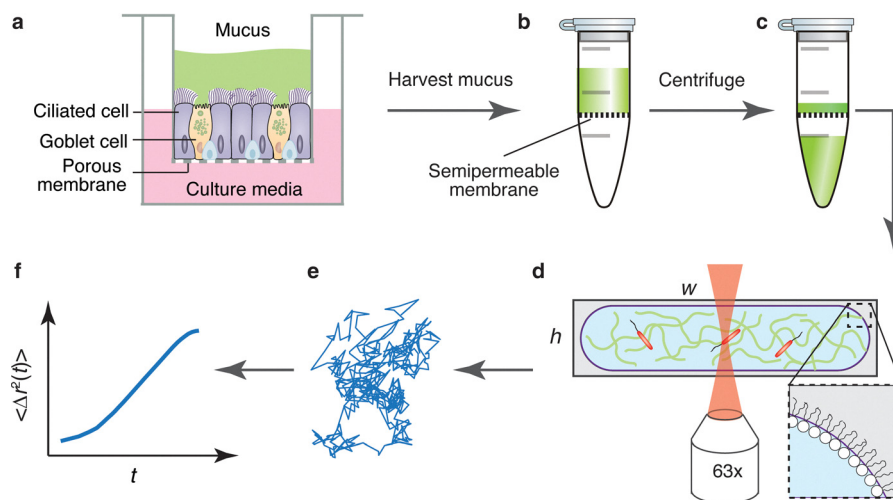 a
Mucus
Ciliated cell
Goblet cell
Porous
membrane
Culture media
Harvest mucus
b
Semipermeable
membrane
Centrifuge
c
d
w
h
63x
e
f
<Δr²(t)>
t